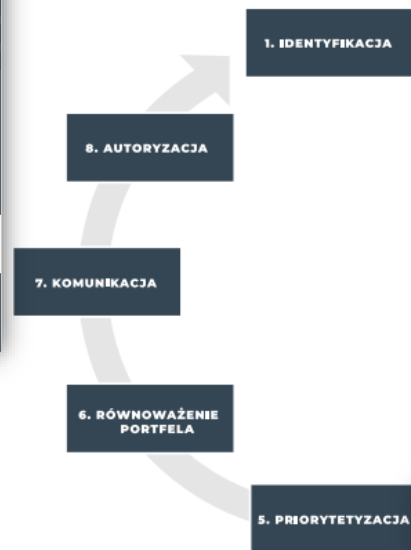 1. IDENTYFIKACJA
8. AUTORYZACJA
7. KOMUNIKACJA
6. RÓWNOWAŻENIE
PORTFELA
5. PRIORYTETYZACJA